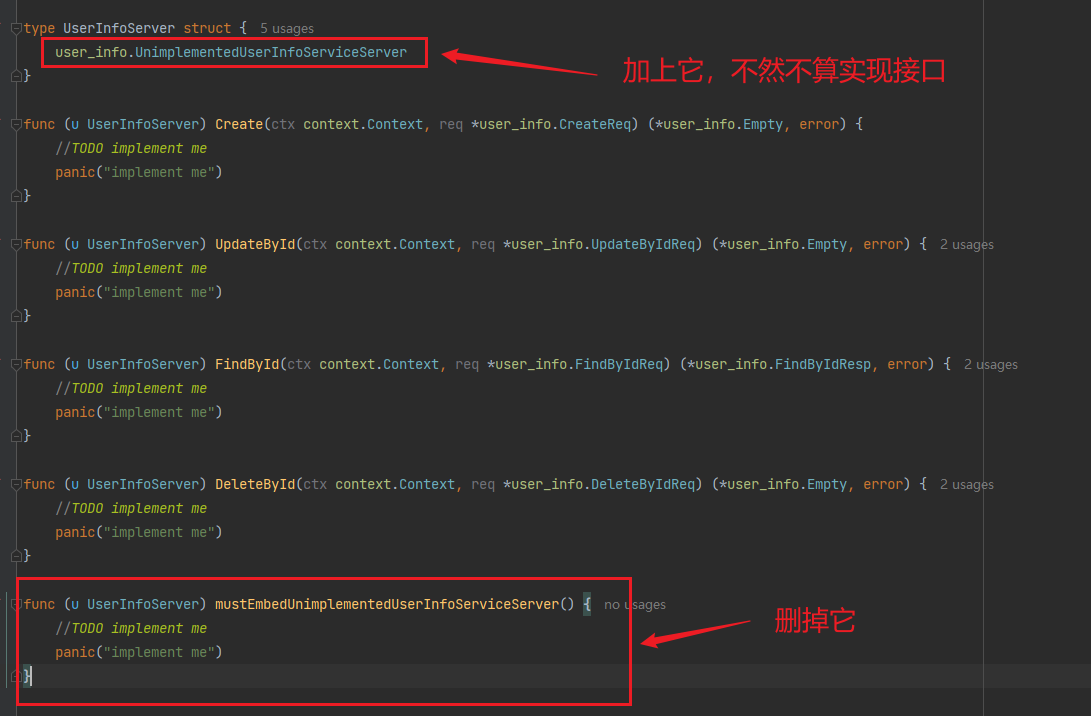 type UserInfoServer struct { 5 usages
user_info.UnimplementedUserInfoServiceServer
加上它，不然不算实现接口
}
func (u UserInfoServer) Create(ctx context.Context, req *user_info.CreateReq) (*user_info.Empty, error) {
//TODO implement me
panic("implement me")
}
func (u UserInfoServer) UpdateById(ctx context.Context, req *user_info.UpdateByIdReq) (*user_info.Empty, error) { 2 usages
//TODO implement me
panic("implement me")
}
func (u UserInfoServer) FindById(ctx context.Context, req *user_info.FindByIdReq) (*user_info.FindByIdResp, error) { 2 usages
//TODO implement me
panic("implement me")
}
func (u UserInfoServer) DeleteById(ctx context.Context, req *user_info.DeleteByIdReq) (*user_info.Empty, error) { 2 usages
//TODO implement me
panic("implement me")
}
func (u UserInfoServer) mustEmbedUnimplementedUserInfoServiceServer() { no usages
删掉它
//TODO implement me
panic("implement me")
}